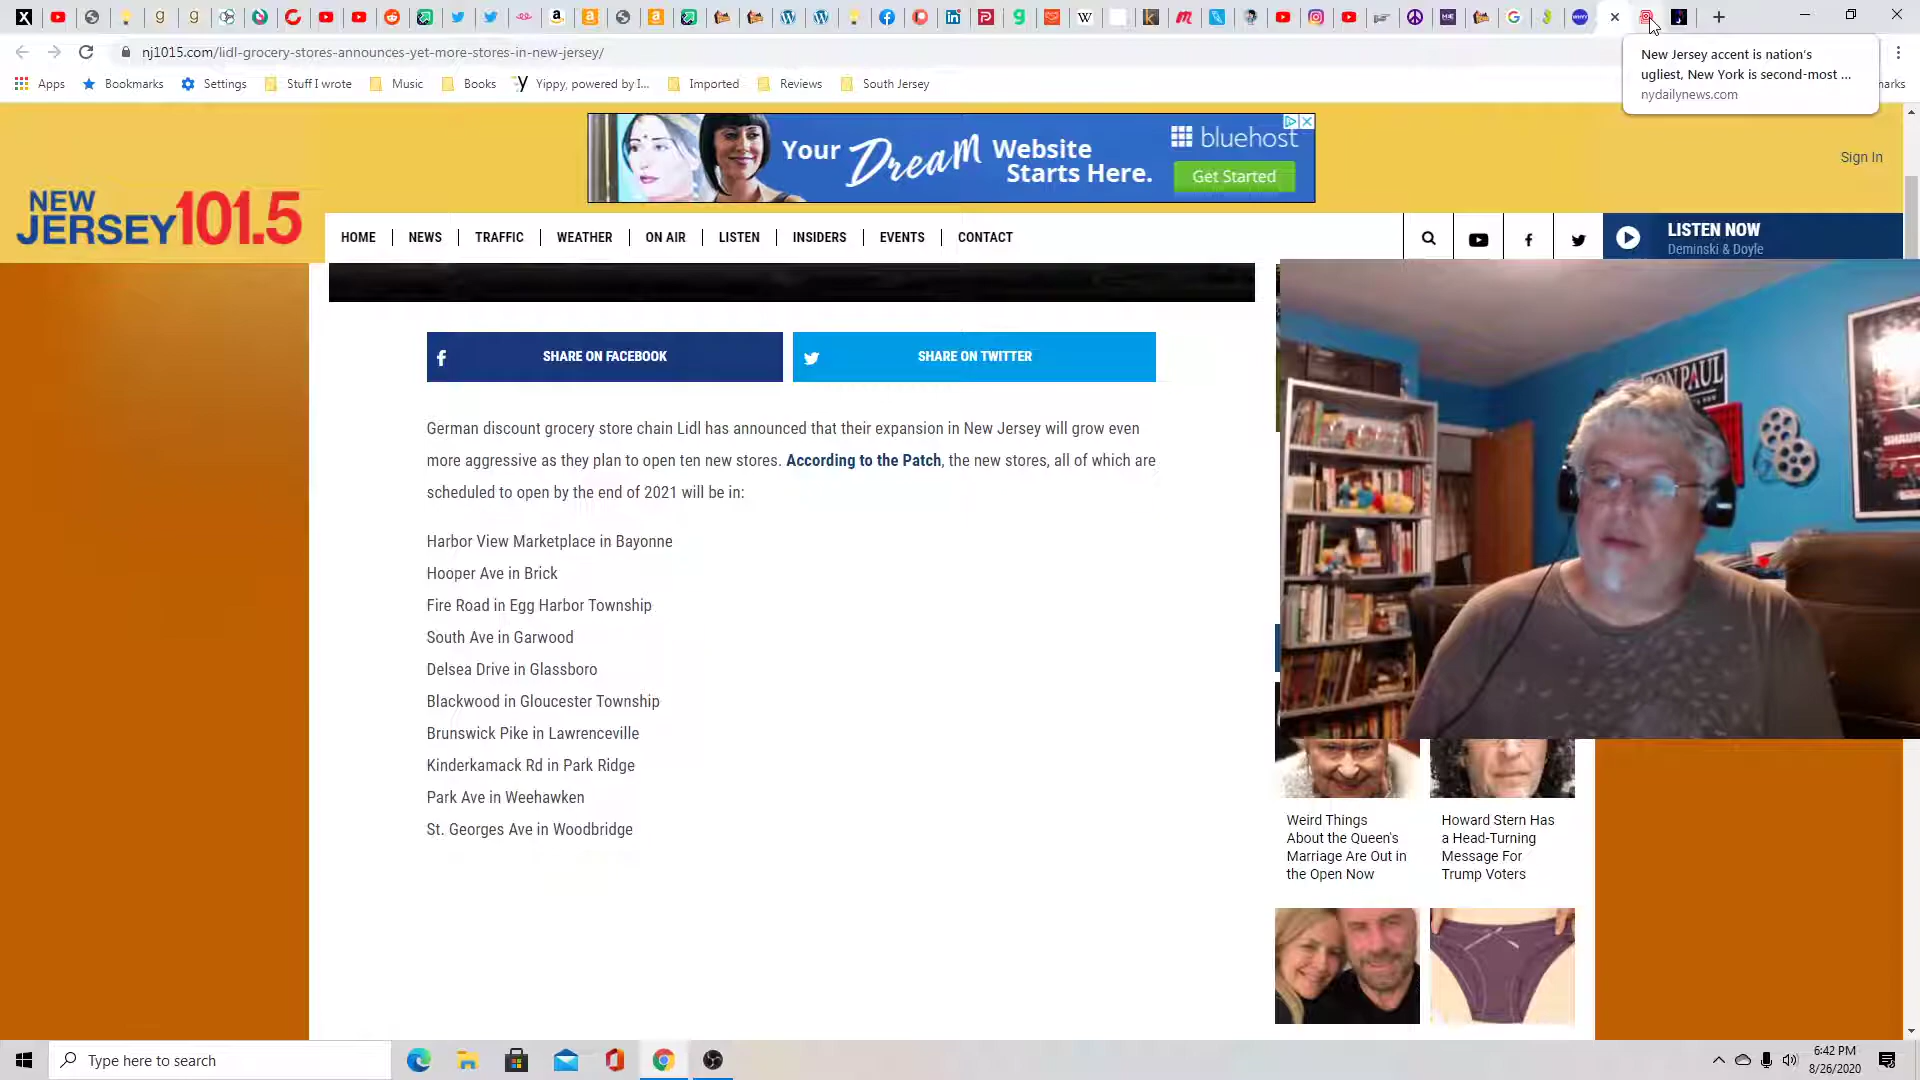 nj1015.com/lidl-grocery-stores-announces-yet-more-stores-in-new-jersey/
New Jersey accent is nation's
ugliest, New York is second-most ...
nydailynews.com
Apps
Bookmarks
Settings
Stuff I wrote
Music
Books
Yippy, powered by I...
Imported
Reviews
South Jersey
Your Dream Website
Starts Here.
bluehost
Get Started
Sign In
NEW
JERSEY 101.5
HOME
NEWS
TRAFFIC
WEATHER
ON AIR
LISTEN
INSIDERS
EVENTS
CONTACT
LISTEN NOW
Deminski & Doyle
SHARE ON FACEBOOK
SHARE ON TWITTER
RON PAUL
German discount grocery store chain Lidl has announced that their expansion in New Jersey will grow even
more aggressive as they plan to open ten new stores. According to the Patch, the new stores, all of which are
scheduled to open by the end of 2021 will be in:
Harbor View Marketplace in Bayonne
Hooper Ave in Brick
Fire Road in Egg Harbor Township
South Ave in Garwood
Delsea Drive in Glassboro
Blackwood in Gloucester Township
Brunswick Pike in Lawrenceville
Kinderkamack Rd in Park Ridge
Park Ave in Weehawken
St. Georges Ave in Woodbridge
Weird Things
About the Queen's
Marriage Are Out in
the Open Now
Howard Stern Has
a Head-Turning
Message For
Trump Voters
Type here to search
6:42 PM
8/26/2020